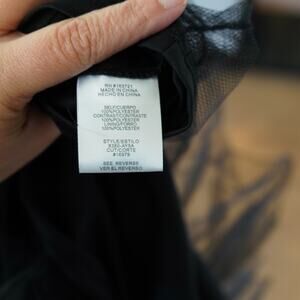 MADE IN CHINA
HECHO EN CHINA
SELF/CUERPO
100%POLYESTER
CONTRAST/CONTRASTE
100%POLYESTER
LINING/FORRO
100%POLYESTER
STYLE/ESTILO
CUT/CORTE
SEE REVERSE
VER EL REVERSO